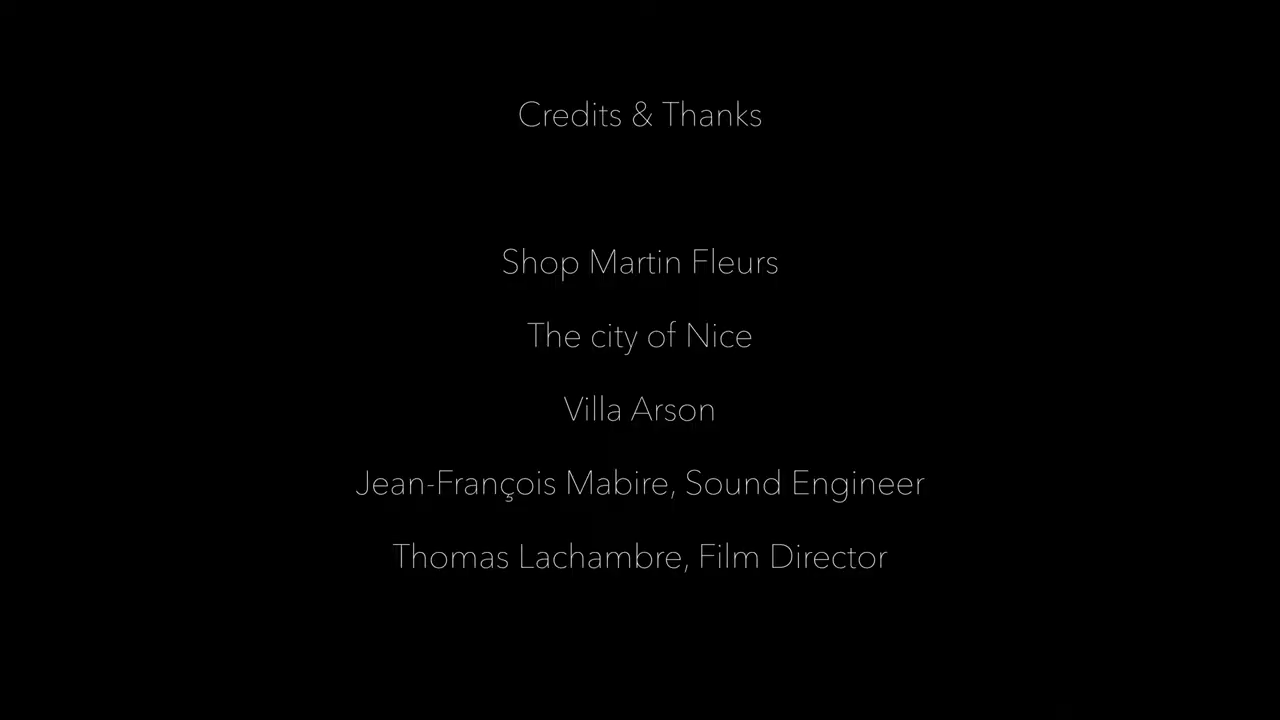 Credits & Thanks
Shop Martin Fleurs
The city of Nice
Villa Arson
Jean-François Mabire, Sound Engineer
Thomas Lachambre, Film Director